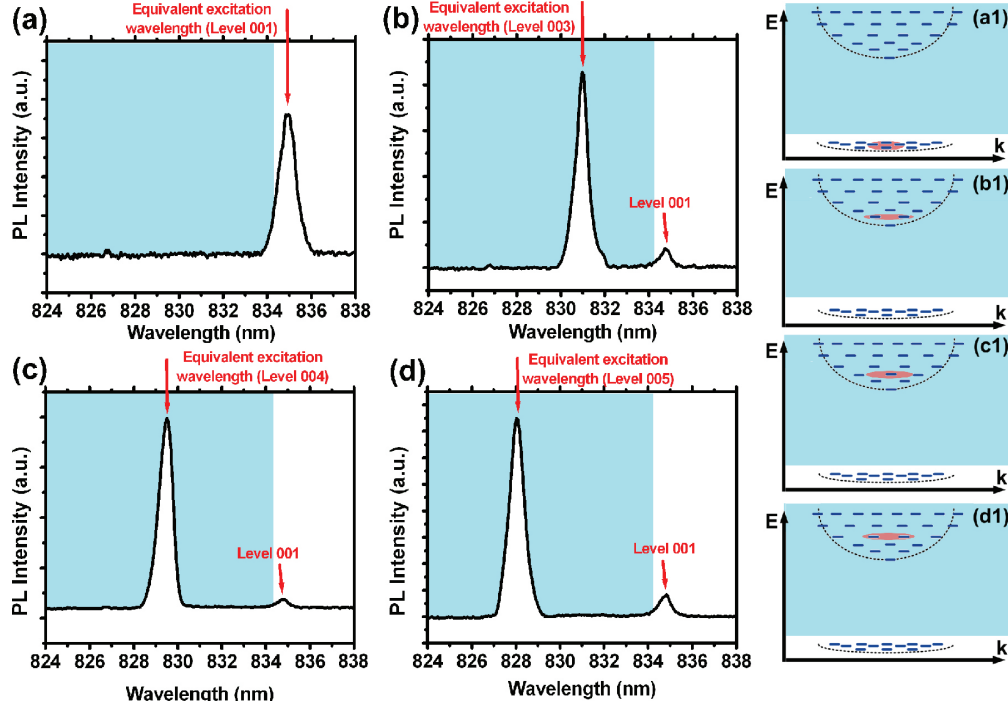 (a)
Equivalent excitation
wavelength (Level 001)
PL Intensity (a.u.)
824 826 828 830 832 834 836 838
Wavelength (nm)
(b)
Equivalent excitation
wavelength (Level 003)
Level 001
PL Intensity (a.u.)
824 826 828 830 832 834 836 838
Wavelength (nm)
(c)
Equivalent excitation
wavelength (Level 004)
Level 001
PL Intensity (a.u.)
824 826 828 830 832 834 836 838
Wavelength (nm)
(d)
Equivalent excitation
wavelength (Level 005)
Level 001
PL Intensity (a.u.)
824 826 828 830 832 834 836 838
Wavelength (nm)
E
(a1)
k
E
(b1)
k
E
(c1)
k
E
(d1)
k